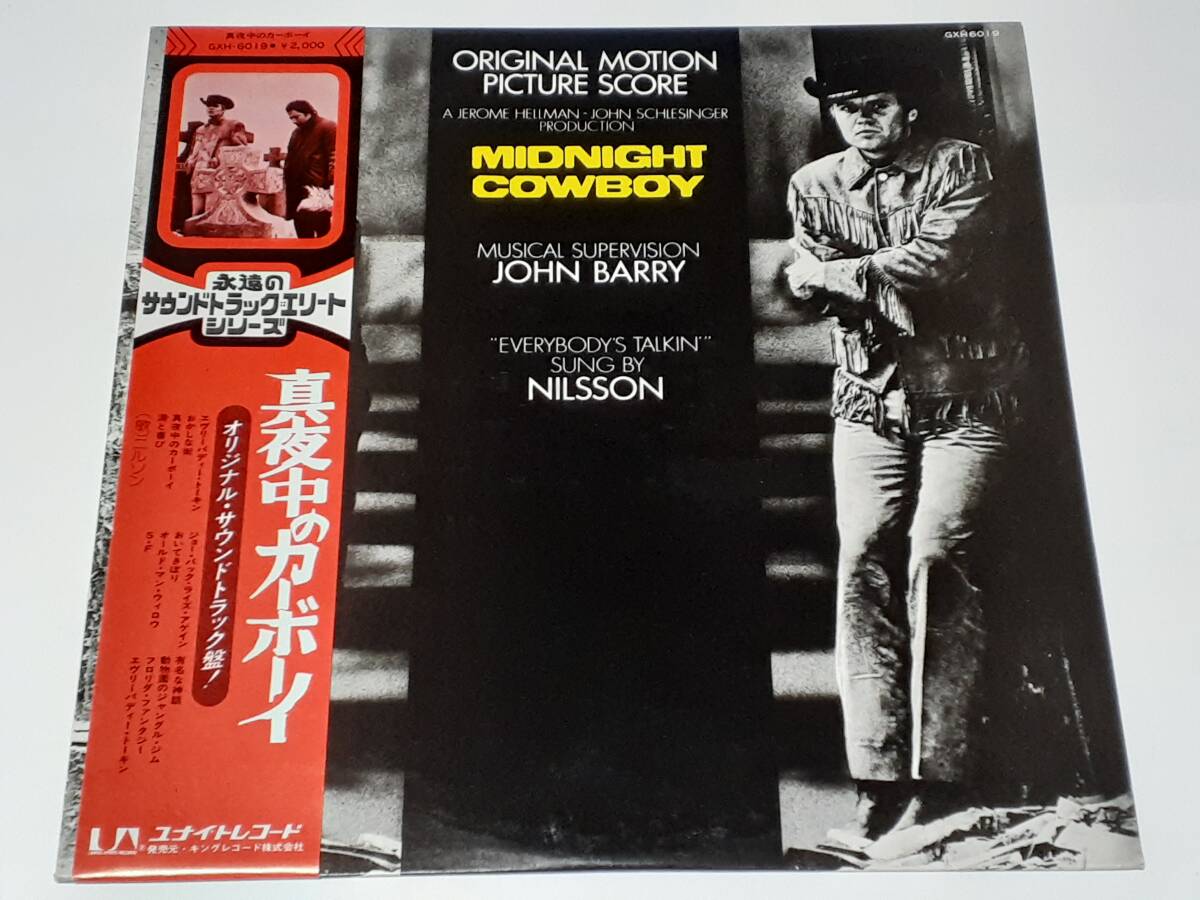 真夜中のカーボーイ
GXH-6019● ¥2,000
永遠の
サウンドトラック・エリート
シリーズ
真夜中のカーボーイ
オリジナル・サウンドトラック盤!
エヴリーバディー・トーキン
おかしな街
真夜中のカーボーイ
滑と喜び
(歌)ニルソン
ジョー・バック・ライズ・アゲイン
おいてきぼり
オールド・マン・ウィロウ
S・F
有名な神話
動物園のジャングル・ジム
フロリダ・ファンタジー
エヴリーバディー・トーキン
UA
ユナイトレコード
発売元・キングレコード株式会社
GXH6019
ORIGINAL MOTION
PICTURE SCORE
A JEROME HELLMAN - JOHN SCHLESINGER
PRODUCTION
MIDNIGHT
COWBOY
MUSICAL SUPERVISION
JOHN BARRY
"EVERYBODY'S TALKIN'"
SUNG BY
NILSSON